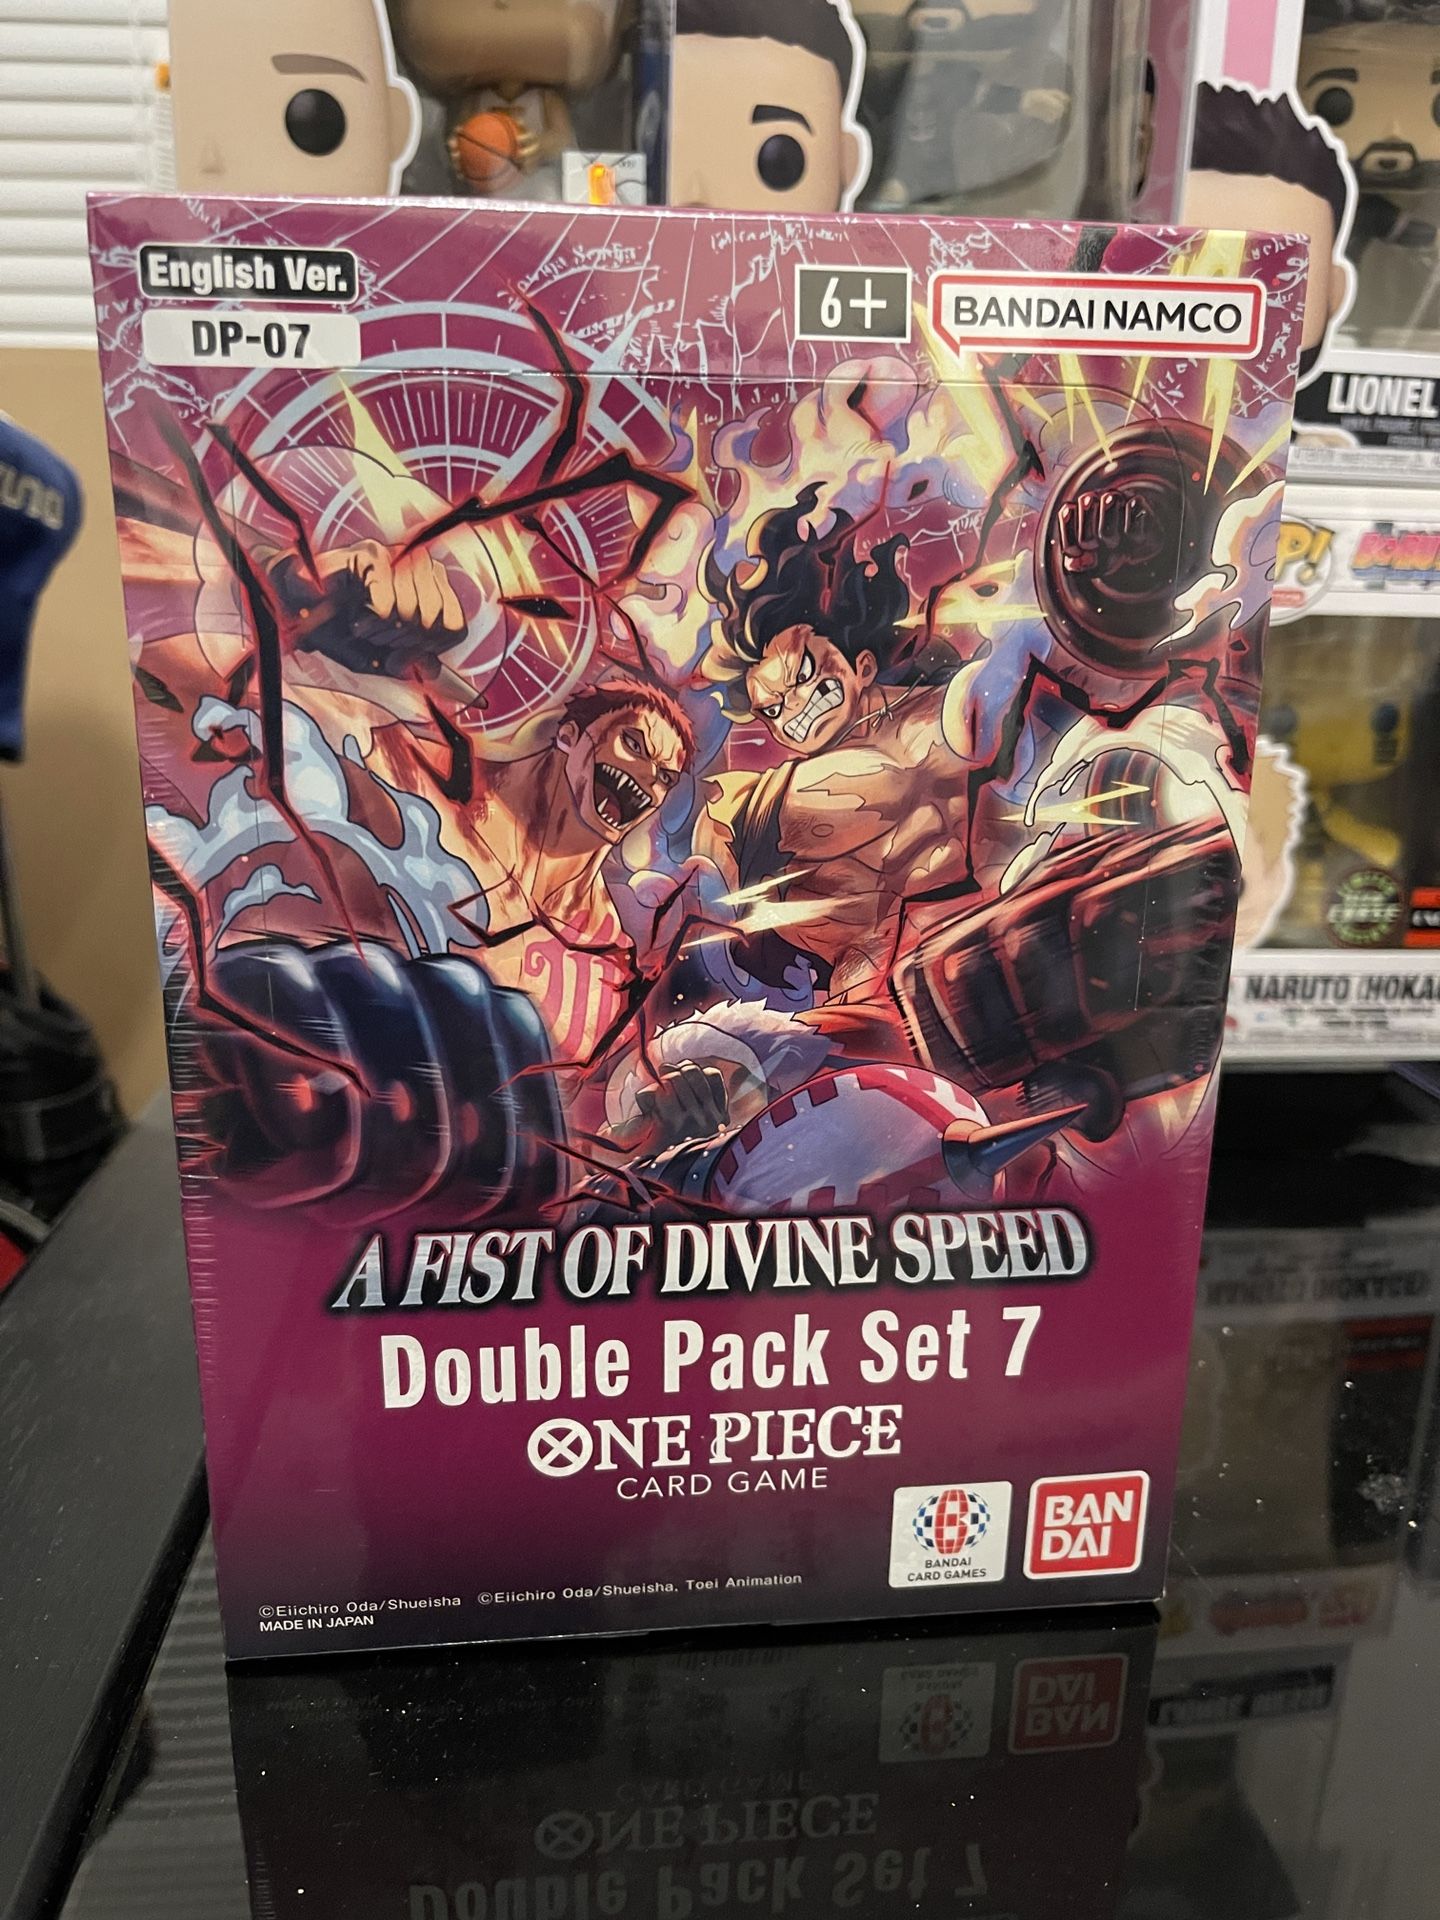 English Ver.
DP-07
6+
BANDAI NAMCO
A FIST OF DIVINE SPEED
Double Pack Set 7
ONE PIECE
CARD GAME
BANDAI
CARD GAMES
BAN
DAI
©Eiichiro Oda/Shueisha ©Eiichiro Oda/Shueisha, Toei Animation
MADE IN JAPAN
LIONEL
P!
NARUTO (HOKA